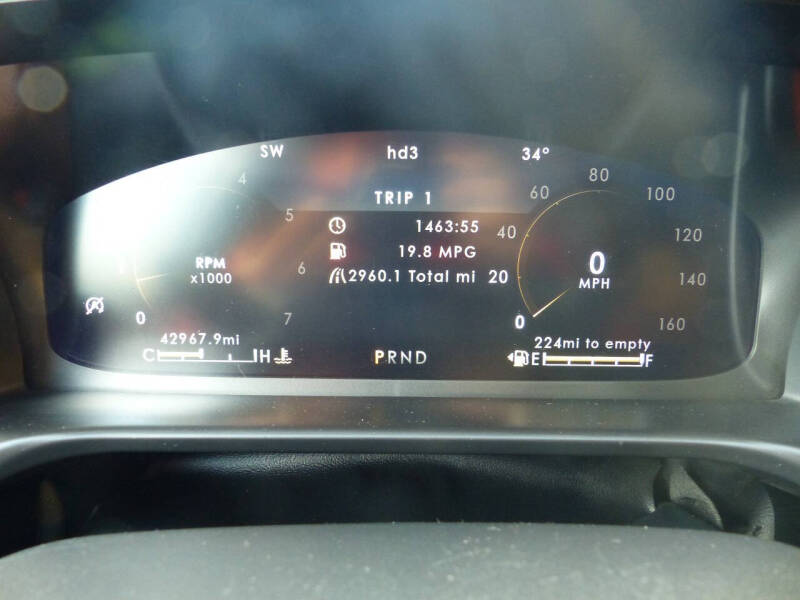 SW hd3 34°
TRIP 1
1463:55
19.8 MPG
2960.1 Total mi
4
5
6
7
0
RPM
x1000
42967.9mi
C H
PRND
0
20
40
60
80
100
120
140
160
0
MPH
224mi to empty
E F